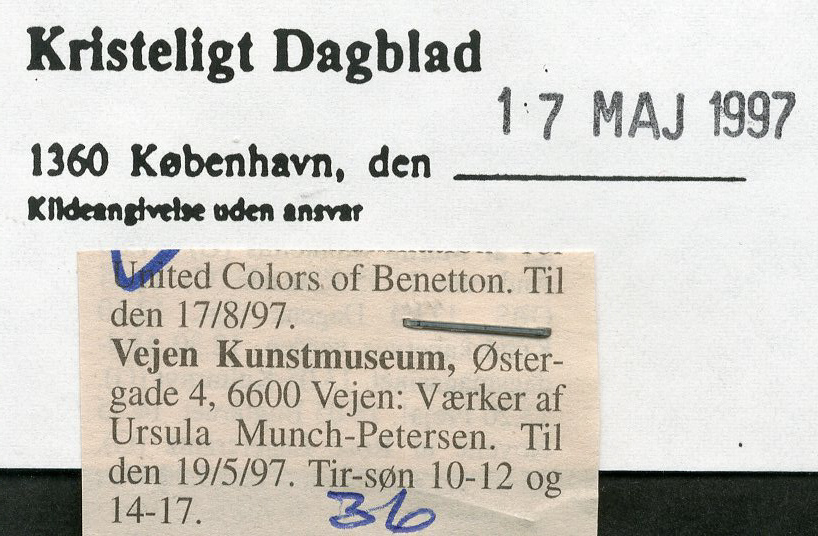 Kristeligt Dagblad
17 MAJ 1997
1360 København, den
Kildeangivelse uden ansvar
United Colors of Benetton. Til
den 17/8/97.
Vejen Kunstmuseum, Øster-
gade 4, 6600 Vejen: Værker af
Ursula Munch-Petersen. Til
den 19/5/97. Tir-søn 10-12 og
14-17.
36